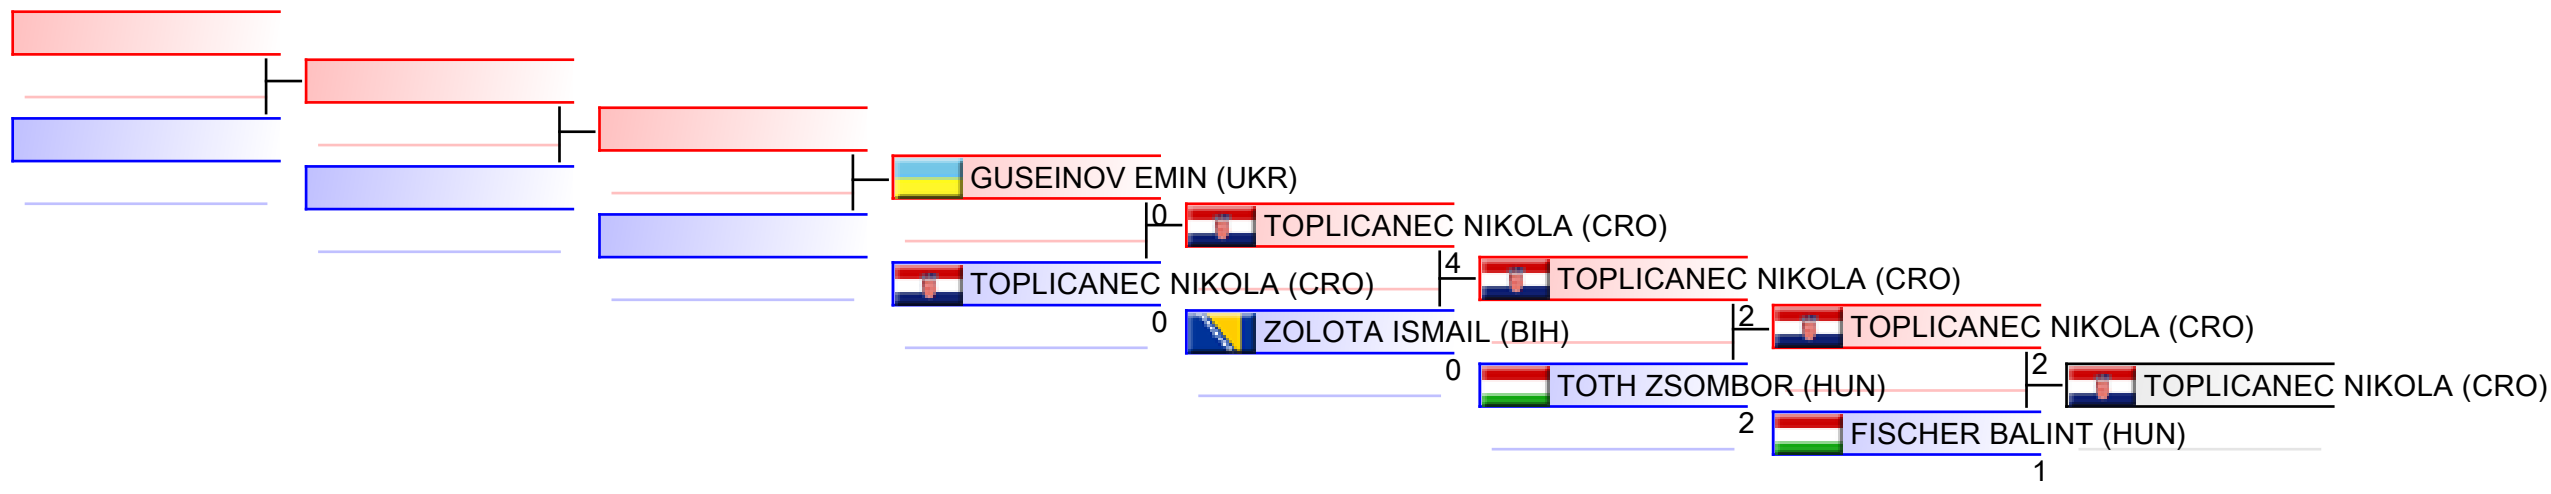 GUSEINOV EMIN (UKR)
0
TOPLICANEC NIKOLA (CRO)
TOPLICANEC NIKOLA (CRO)
0
4
TOPLICANEC NIKOLA (CRO)
ZOLOTA ISMAIL (BIH)
0
2
TOPLICANEC NIKOLA (CRO)
TOTH ZSOMBOR (HUN)
2
2
TOPLICANEC NIKOLA (CRO)
FISCHER BALINT (HUN)
1